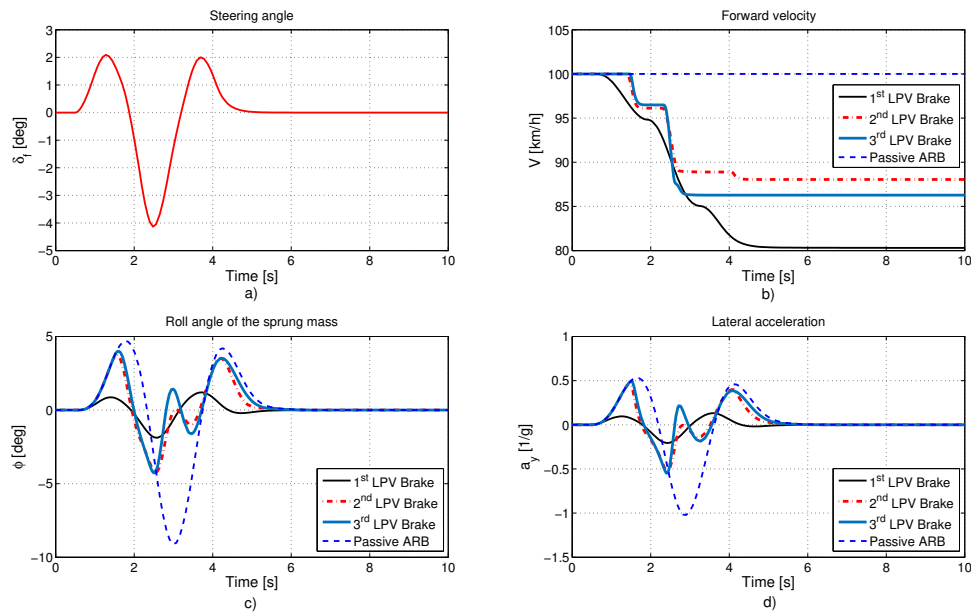 Steering angle
3
2
1
0
-1
-2
-3
-4
-5
δf [deg]
0 2 4 6 8 10
Time [s]
a)
Forward velocity
105
100
95
90
85
80
V [km/h]
1st LPV Brake
2nd LPV Brake
3rd LPV Brake
Passive ARB
0 2 4 6 8 10
Time [s]
b)
Roll angle of the sprung mass
5
0
-5
-10
ϕ [deg]
1st LPV Brake
2nd LPV Brake
3rd LPV Brake
Passive ARB
0 2 4 6 8 10
Time [s]
c)
Lateral acceleration
1
0.5
0
-0.5
-1
-1.5
ay [1/g]
1st LPV Brake
2nd LPV Brake
3rd LPV Brake
Passive ARB
0 2 4 6 8 10
Time [s]
d)